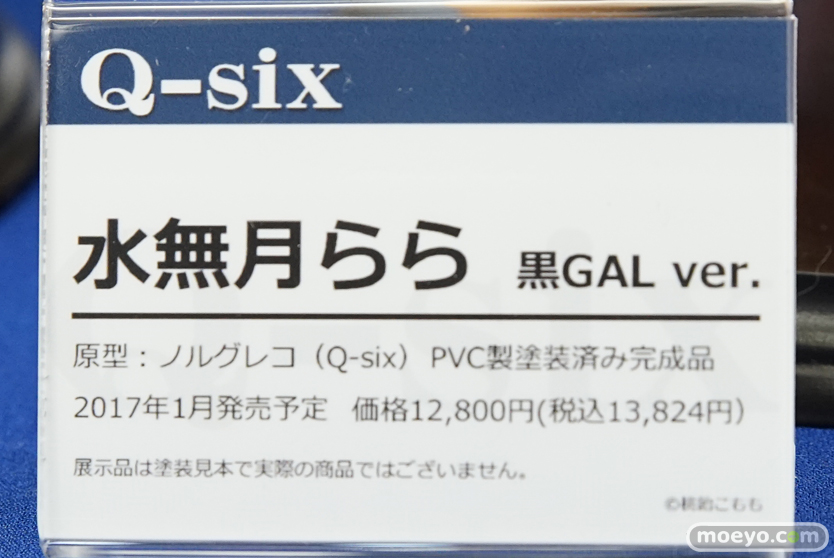 Q-six
水無月らら 黒GAL ver.
原型：ノルグレコ（Q-six）PVC製塗装済み完成品
2017年1月発売予定 価格12,800円(税込13,824円）
展示品は塗装見本で実際の商品ではございません。
©桃飴こもも
moeyo.com